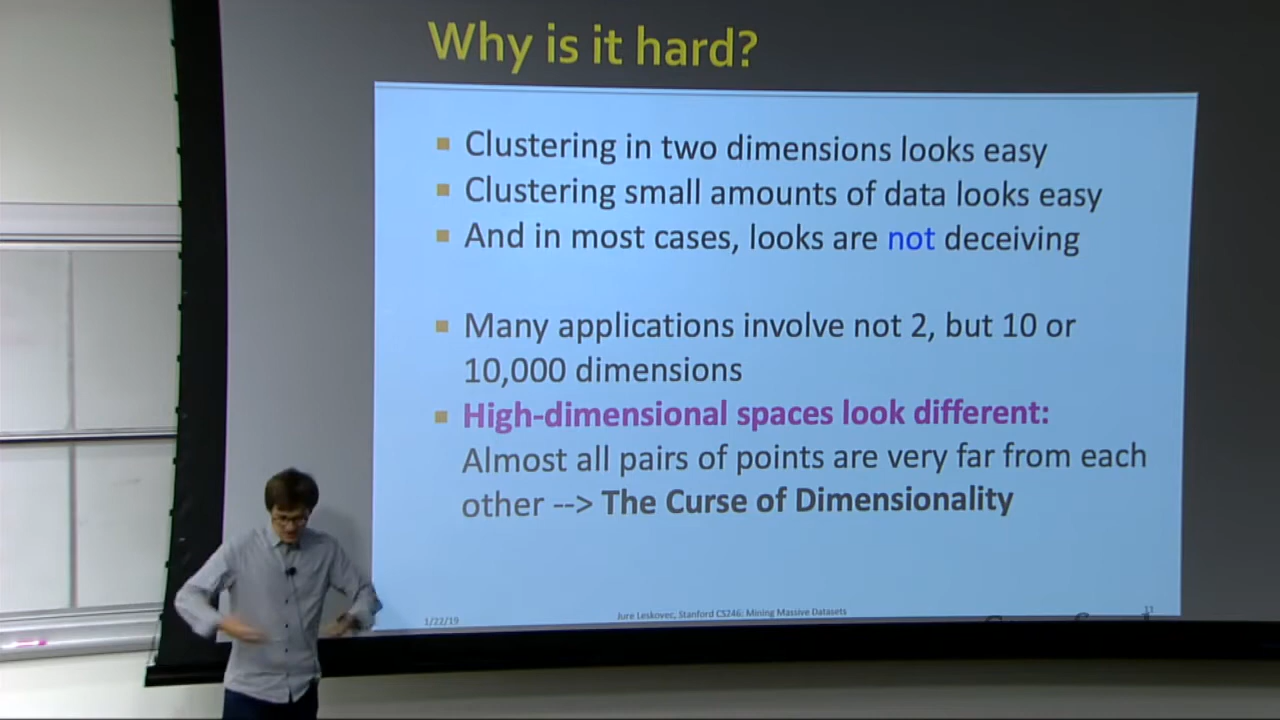 Why is it hard?
Clustering in two dimensions looks easy
Clustering small amounts of data looks easy
And in most cases, looks are not deceiving
Many applications involve not 2, but 10 or
10,000 dimensions
High-dimensional spaces look different:
Almost all pairs of points are very far from each
other --> The Curse of Dimensionality
1/22/19
Jure Leskovec, Stanford CS246: Mining Massive Datasets
11